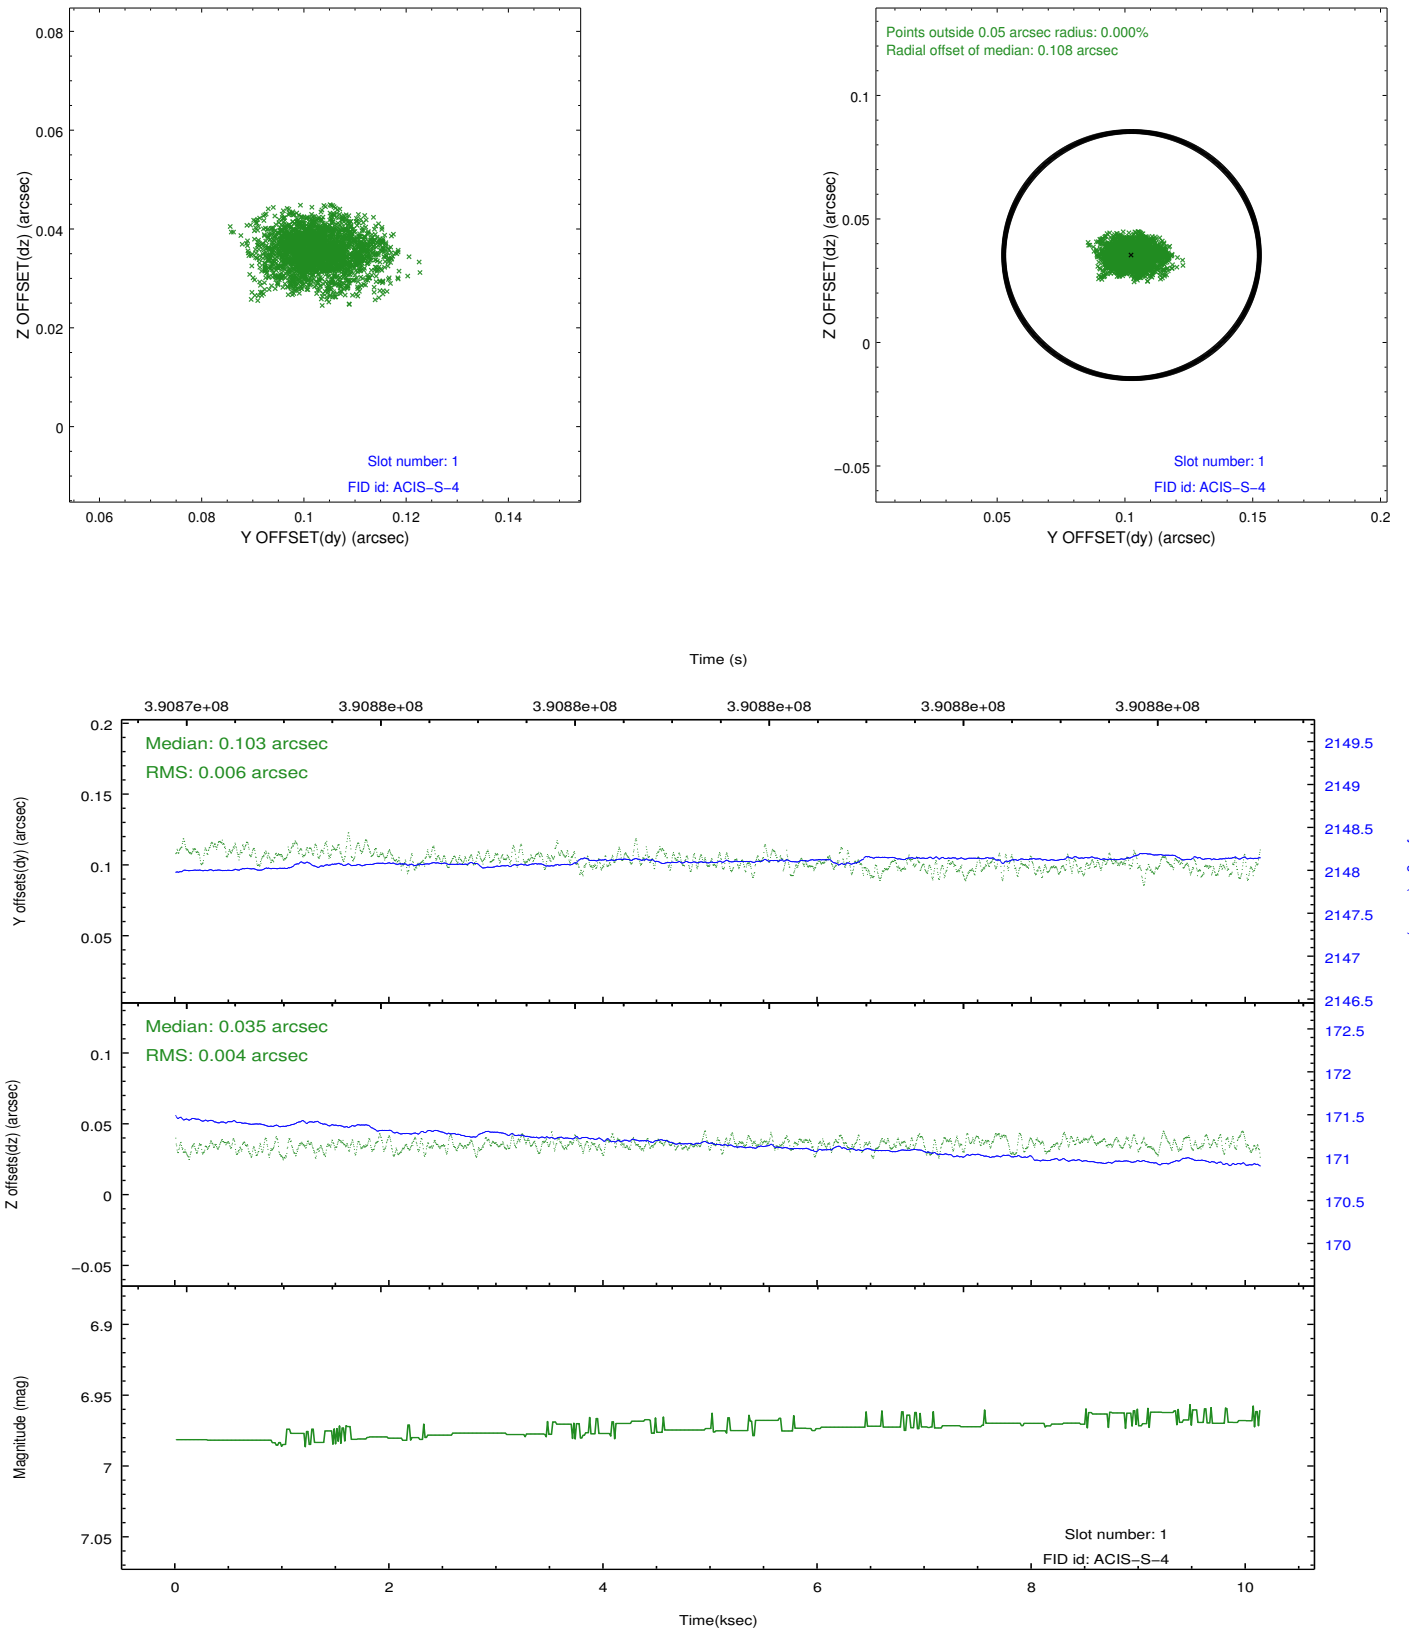 0.08
0.06
0.04
0.02
0
Z OFFSET(dz) (arcsec)
Slot number: 1
FID id: ACIS−S−4
0.06 0.08 0.1 0.12 0.14
Y OFFSET(dy) (arcsec)
Points outside 0.05 arcsec radius: 0.000%
Radial offset of median: 0.108 arcsec
0.1
0.05
0
−0.05
Z OFFSET(dz) (arcsec)
Slot number: 1
FID id: ACIS−S−4
0.05 0.1 0.15 0.2
Y OFFSET(dy) (arcsec)
Time (s)
3.9087e+08 3.9088e+08 3.9088e+08 3.9088e+08 3.9088e+08 3.9088e+08
Median: 0.103 arcsec
RMS: 0.006 arcsec
0.2
0.15
0.1
0.05
Y offsets(dy) (arcsec)
2149.5
2149
2148.5
2148
2147.5
2147
2146.5
Median: 0.035 arcsec
RMS: 0.004 arcsec
0.1
0.05
0
−0.05
Z offsets(dz) (arcsec)
172.5
172
171.5
171
170.5
170
6.9
6.95
7
7.05
Magnitude (mag)
Slot number: 1
FID id: ACIS−S−4
0 2 4 6 8 10
Time(ksec)